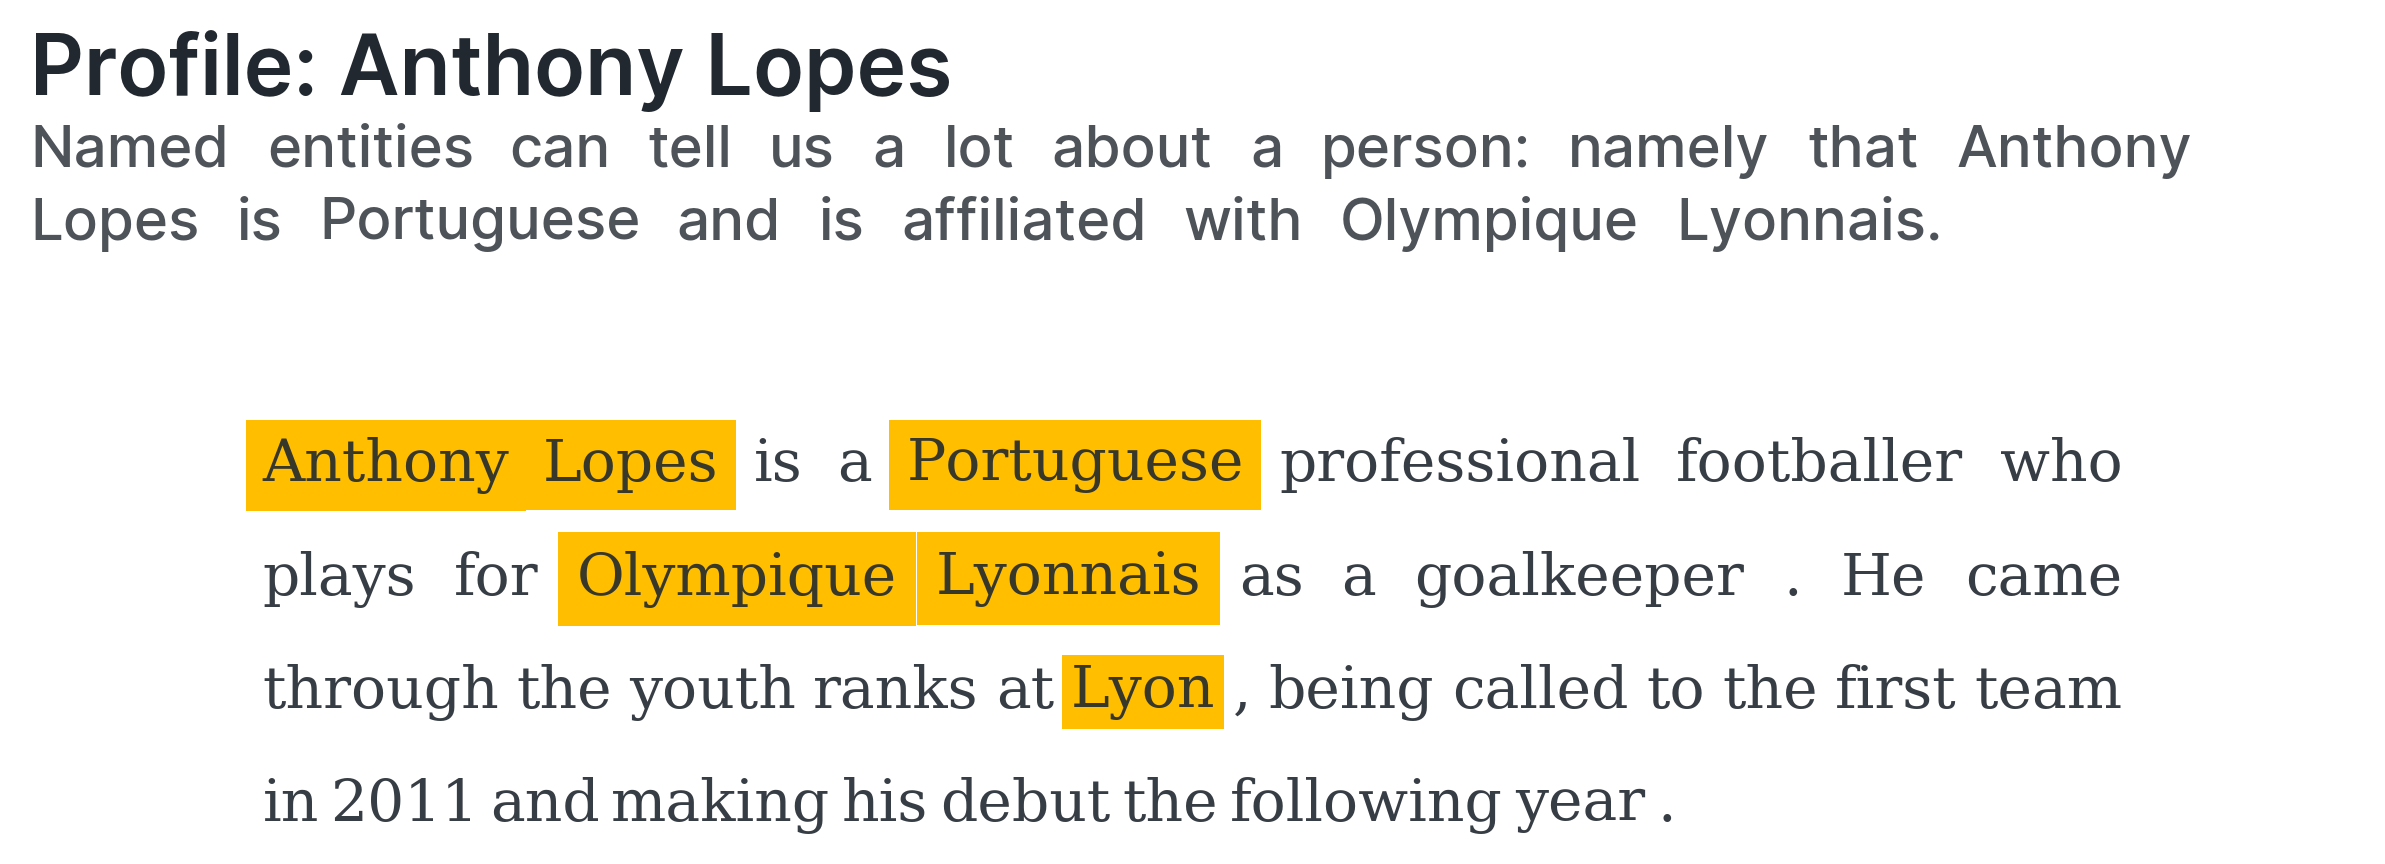 Profile: Anthony Lopes
Named entities can tell us a lot about a person: namely that Anthony
Lopes is Portuguese and is affiliated with Olympique Lyonnais.
Anthony Lopes is a Portuguese professional footballer who
plays for Olympique Lyonnais as a goalkeeper . He came
through the youth ranks at Lyon , being called to the first team
in 2011 and making his debut the following year .